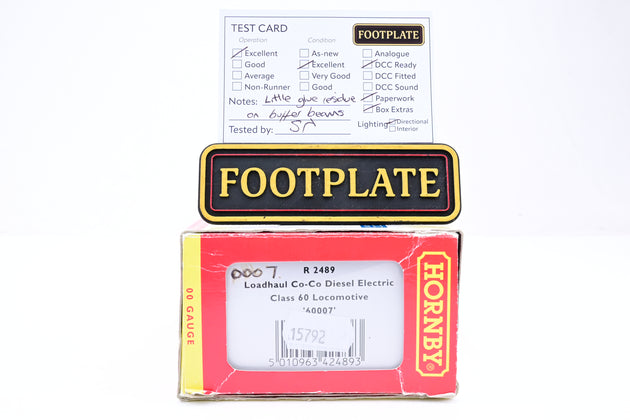 TEST CARD
FOOTPLATE
Operation
Condition
Excellent
As-new
Analogue
Good
Excellent
DCC Ready
Average
Very Good
DCC Fitted
Non-Runner
Good
DCC Sound
Notes: Little glue residue
Paperwork
on buffer beams
Box Extras
Tested by:
Lighting
Directional
Interior
FOOTPLATE
0007
R 2489
Loadhaul Co-Co Diesel Electric
Class 60 Locomotive
'60007'
15792
5 010963 424893
00 GAUGE
HORNBY